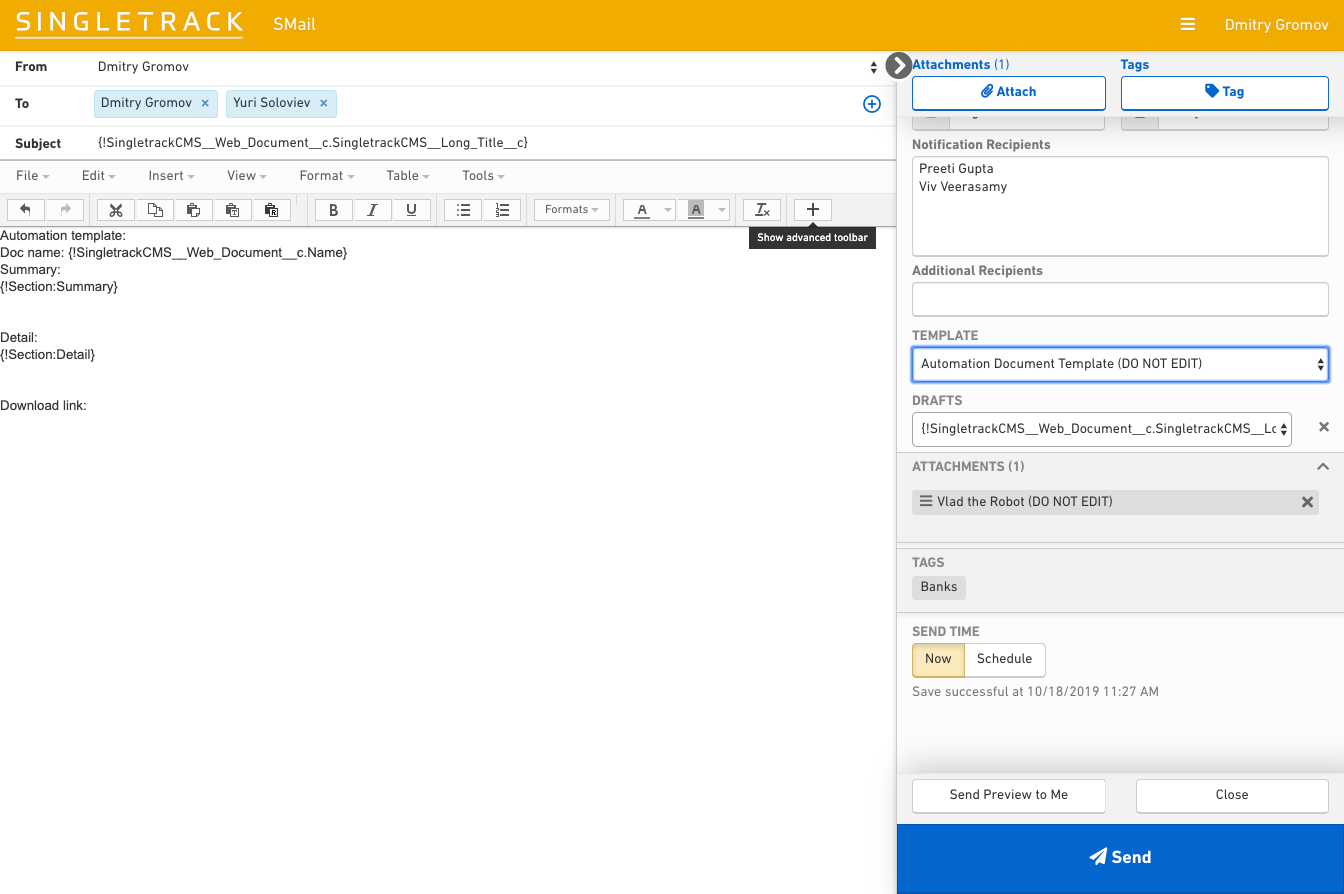 SINGLETRACK SMail Dmitry Gromov
From Dmitry Gromov
To Dmitry Gromov × Yuri Soloviev ×
Subject {!SingletrackCMS__Web_Document__c.SingletrackCMS__Long_Title__c}
File Edit Insert View Format Table Tools
B I U Formats A A Ix +
Show advanced toolbar
Automation template:
Doc name: {!SingletrackCMS__Web_Document__c.Name}
Summary:
{!Section:Summary}
Detail:
{!Section:Detail}
Download link:
Attachments (1) Tags
Attach Tag
Notification Recipients
Preeti Gupta
Viv Veerasamy
Additional Recipients
TEMPLATE
Automation Document Template (DO NOT EDIT)
DRAFTS
{!SingletrackCMS__Web_Document__c.SingletrackCMS__Lc
ATTACHMENTS (1)
Vlad the Robot (DO NOT EDIT)
TAGS
Banks
SEND TIME
Now Schedule
Save successful at 10/18/2019 11:27 AM
Send Preview to Me Close
Send